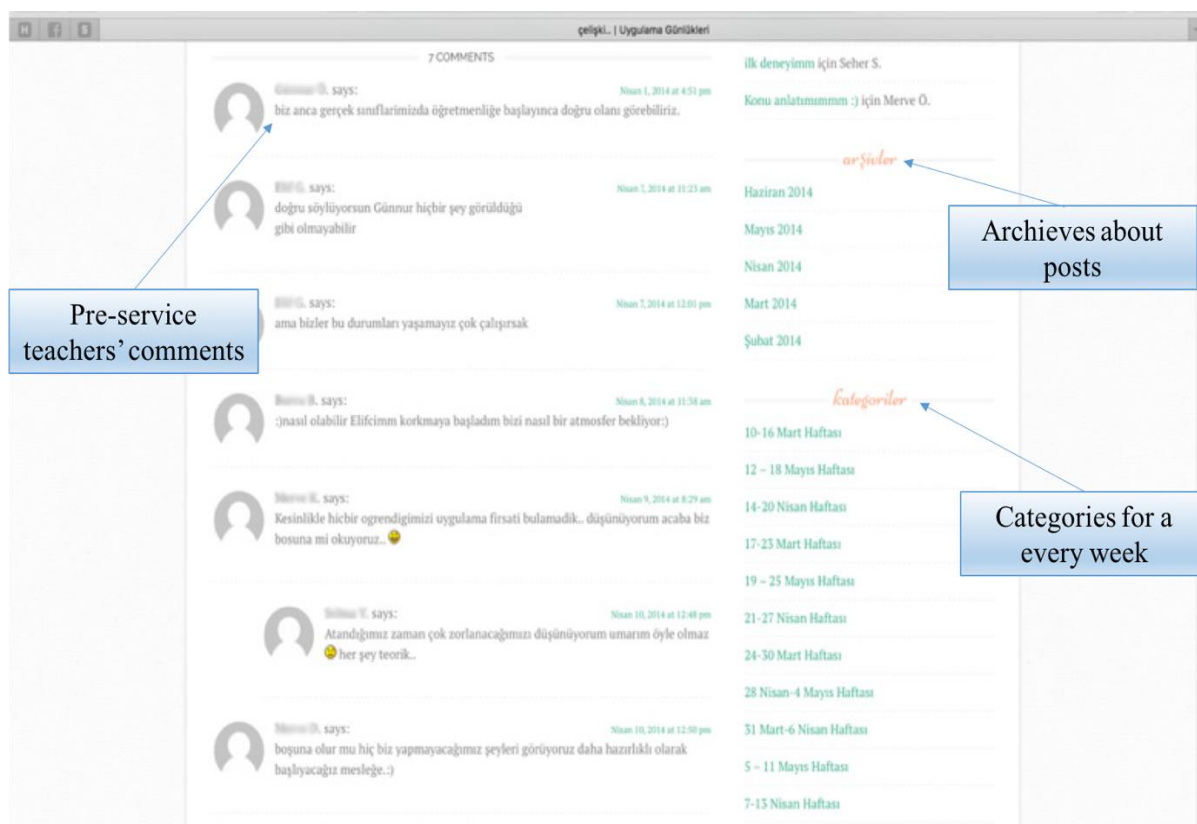 H f S
çelişki.. | Uygulama Günlükleri
7 COMMENTS
says:
Nisan 1, 2014 at 4:51 pm
biz anca gerçek sınıflarimizda öğretmenliğe başlayınca doğru olanı görebiliriz.
says:
Nisan 7, 2014 at 11:23 am
doğru söylüyorsun Günnur hiçbir şey görüldüğü
gibi olmayabilir
says:
Nisan 7, 2014 at 12:01 pm
ama bizler bu durumları yaşamayız çok çalışırsak
B. says:
Nisan 8, 2014 at 11:58 am
:)nasıl olabilir Elifcimm korkmaya başladım bizi nasıl bir atmosfer bekliyor:)
says:
Nisan 9, 2014 at 8:29 am
Kesinlikle hicbir ogrendigimizi uygulama firsati bulamadik.. düşünüyorum acaba biz
bosuna mi okuyoruz..
says:
Nisan 10, 2014 at 12:48 pm
Atandığımız zaman çok zorlanacağımızı düşünüyorum umarım öyle olmaz
her şey teorik..
says:
Nisan 10, 2014 at 12:50 pm
boşuna olur mu hiç biz yapmayacağımız şeyleri görüyoruz daha hazırlıklı olarak
başlıyacağız mesleğe.:)
Pre-service
teachers' comments
ilk deneyimm için Seher S.
Konu anlatımımmm :) için Merve Ö.
arşivler
Haziran 2014
Mayıs 2014
Nisan 2014
Mart 2014
Şubat 2014
Archieves about
posts
kategoriler
10-16 Mart Haftası
12 – 18 Mayıs Haftası
14-20 Nisan Haftası
17-23 Mart Haftası
19 – 25 Mayıs Haftası
21-27 Nisan Haftası
24-30 Mart Haftası
28 Nisan-4 Mayıs Haftası
31 Mart-6 Nisan Haftası
5 – 11 Mayıs Haftası
7-13 Nisan Haftası
Categories for a
every week